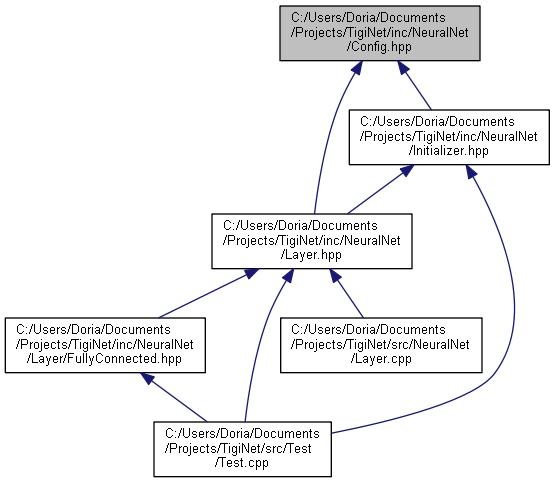 C:/Users/Doria/Documents
/Projects/TigiNet/inc/NeuralNet
/Config.hpp
C:/Users/Doria/Documents
/Projects/TigiNet/inc/NeuralNet
/Initializer.hpp
C:/Users/Doria/Documents
/Projects/TigiNet/inc/NeuralNet
/Layer.hpp
C:/Users/Doria/Documents
/Projects/TigiNet/inc/NeuralNet
/Layer/FullyConnected.hpp
C:/Users/Doria/Documents
/Projects/TigiNet/src/NeuralNet
/Layer.cpp
C:/Users/Doria/Documents
/Projects/TigiNet/src/Test
/Test.cpp